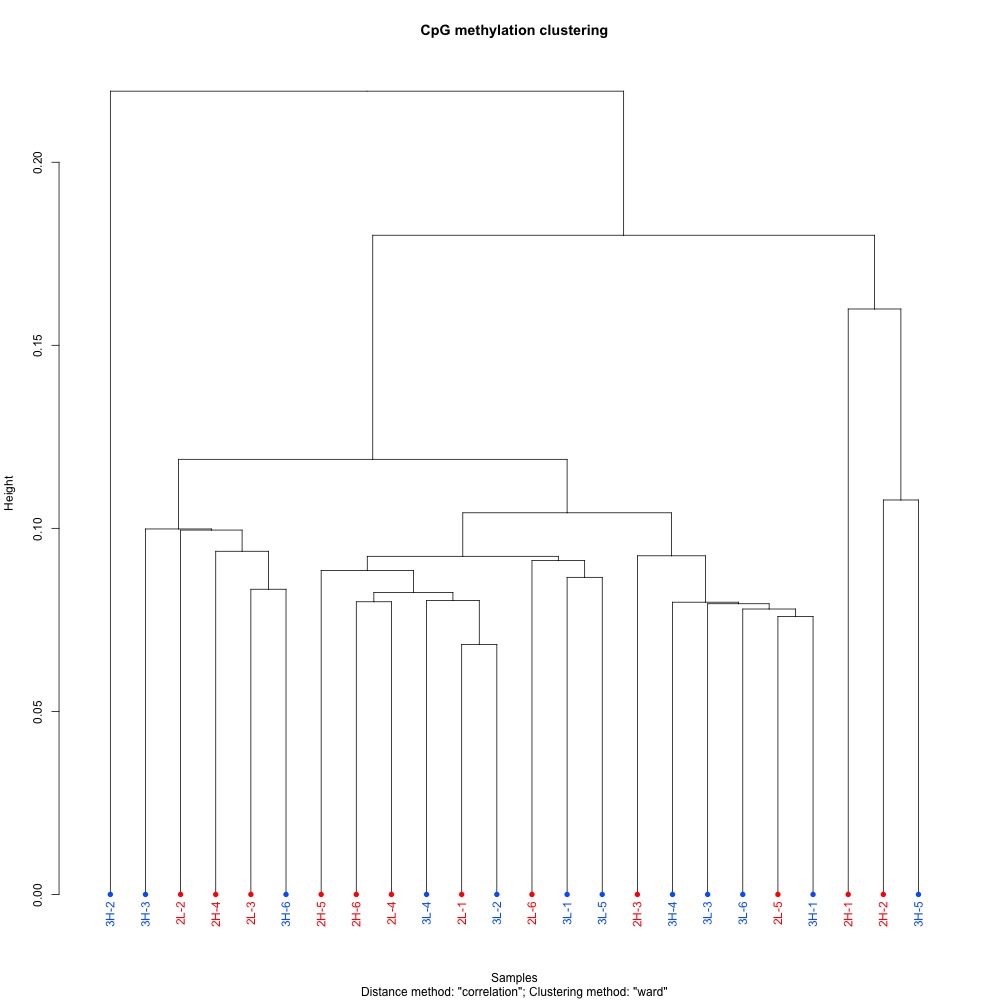 CpG methylation clustering
Height
0.20
0.15
0.10
0.05
0.00
3H-2
3H-3
2L-2
2H-4
2L-3
3H-6
2H-5
2H-6
2L-4
3L-4
2L-1
3L-2
2L-6
3L-1
3L-5
2H-3
3H-4
3L-3
3L-6
2L-5
3H-1
2H-1
2H-2
3H-5
Samples
Distance method: "correlation"; Clustering method: "ward"